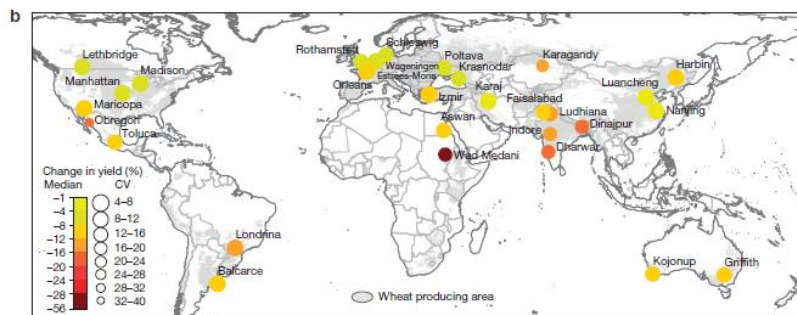 b
Lethbridge
Manhattan
Madison
Maricopa
Obregon
Toluca
Londrina
Balcarce
Rothamsted
Schleswig
Wageningen
Estrees-Mons
Orleans
Poltava
Krasnodar
Izmir
Karaj
Aswan
Wad Medani
Karagandy
Faisalabad
Ludhiana
Indore
Dharwar
Dinajpur
Harbin
Luancheng
Nanjing
Kojonup
Griffith
Change in yield (%)
Median CV
–1
–4
–8
–12
–16
–20
–24
–28
–56
4–8
8–12
12–16
16–20
20–24
24–28
28–32
32–40
Wheat producing area